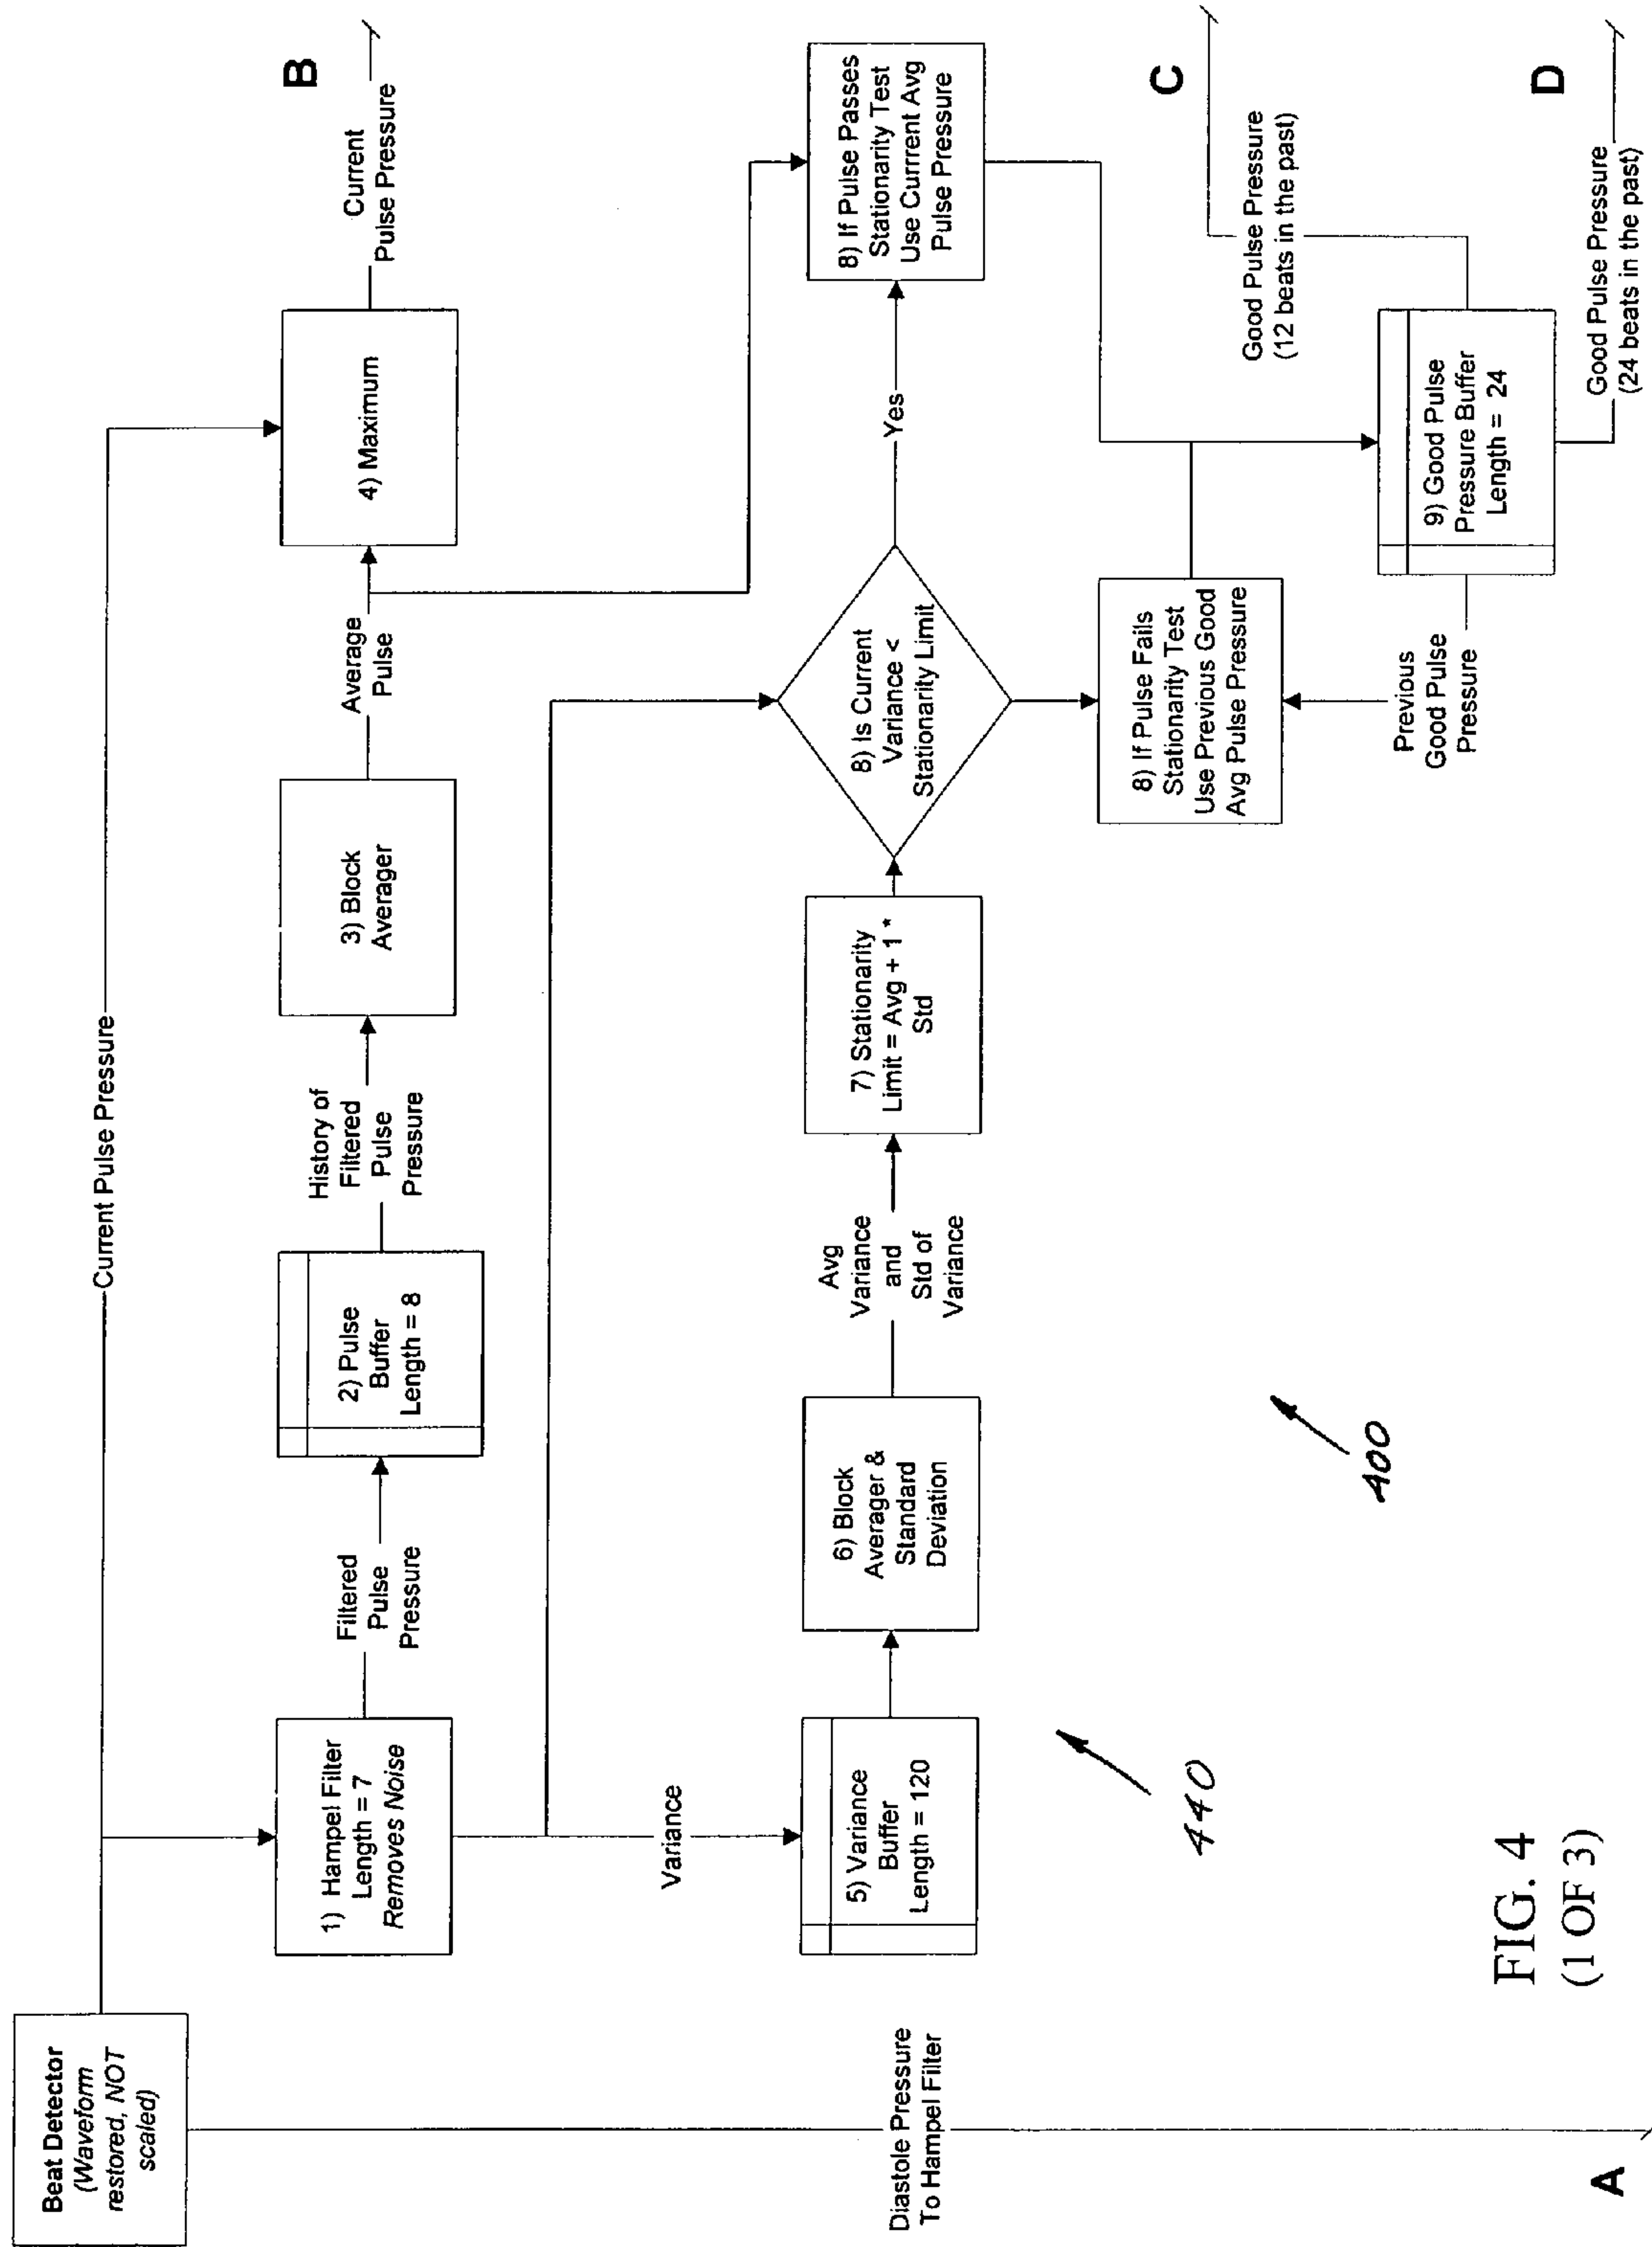 Beat Detector
(Waveform
restored, NOT
scaled)
Current Pulse Pressure
1) Hampel Filter
Length = 7
Removes Noise
Filtered
Pulse
Pressure
2) Pulse
Buffer
Length = 8
History of
Filtered
Pulse
Pressure
3) Block
Averager
Average
Pulse
4) Maximum
Current
Pulse Pressure
B
Variance
5) Variance
Buffer
Length = 120
6) Block
Averager &
Standard
Deviation
Avg
Variance
and
Std of
Variance
7) Stationarity
Limit = Avg + 1 *
Std
8) Is Current
Variance <
Stationarity Limit
Yes
8) If Pulse Passes
Stationarity Test
Use Current Avg
Pulse Pressure
8) If Pulse Fails
Stationarity Test
Use Previous Good
Avg Pulse Pressure
Previous
Good Pulse
Pressure
9) Good Pulse
Pressure Buffer
Length = 24
Good Pulse Pressure
(12 beats in the past)
C
Good Pulse Pressure
(24 beats in the past)
D
Diastole Pressure
To Hampel Filter
A
440
400
FIG. 4
(1 OF 3)